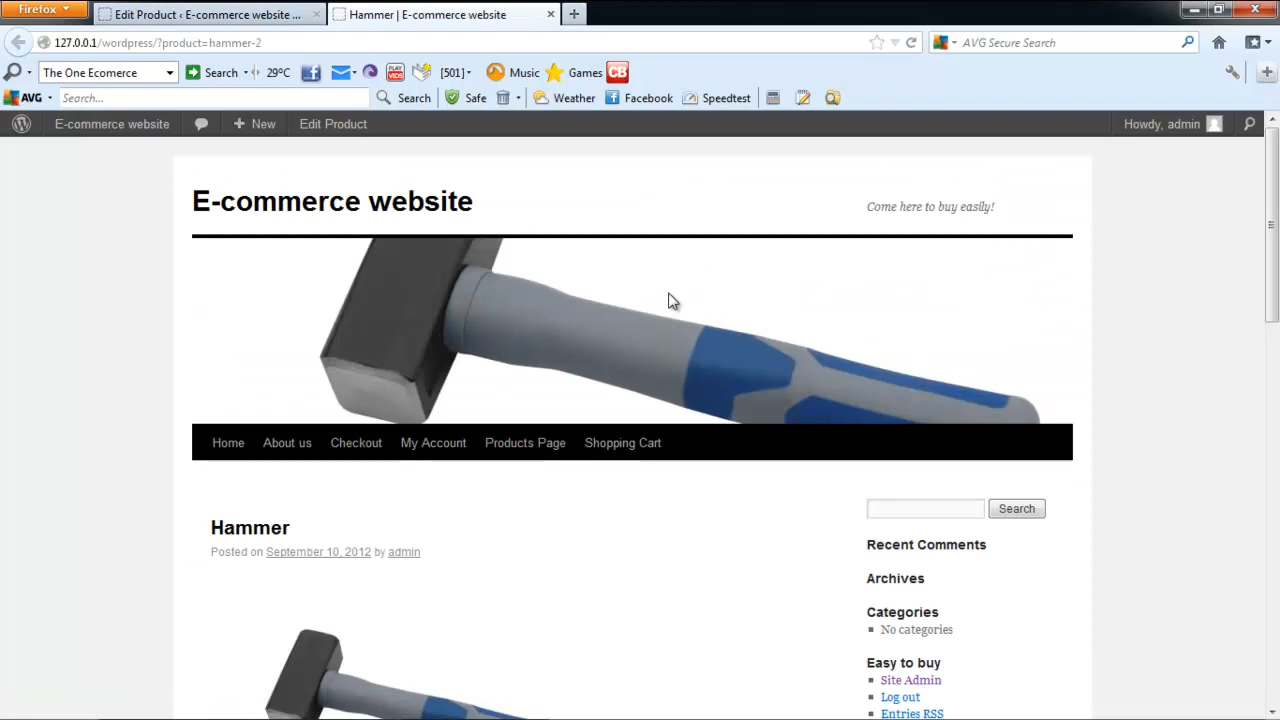 Firefox
Edit Product ‹ E-commerce website ...
Hammer | E-commerce website
127.0.0.1/wordpress/?product=hammer-2
AVG Secure Search
The One Ecomerce
Search
29°C
PLAY VIDS
[501]
Music
Games
CB
AVG
Search...
Search
Safe
Weather
Facebook
Speedtest
E-commerce website
New
Edit Product
Howdy, admin
E-commerce website
Come here to buy easily!
Home
About us
Checkout
My Account
Products Page
Shopping Cart
Hammer
Posted on September 10, 2012 by admin
Search
Recent Comments
Archives
Categories
No categories
Easy to buy
Site Admin
Log out
Entries RSS